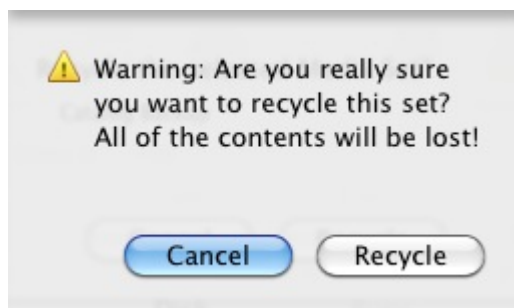 Warning: Are you really sure
you want to recycle this set?
All of the contents will be lost!
Cancel
Recycle